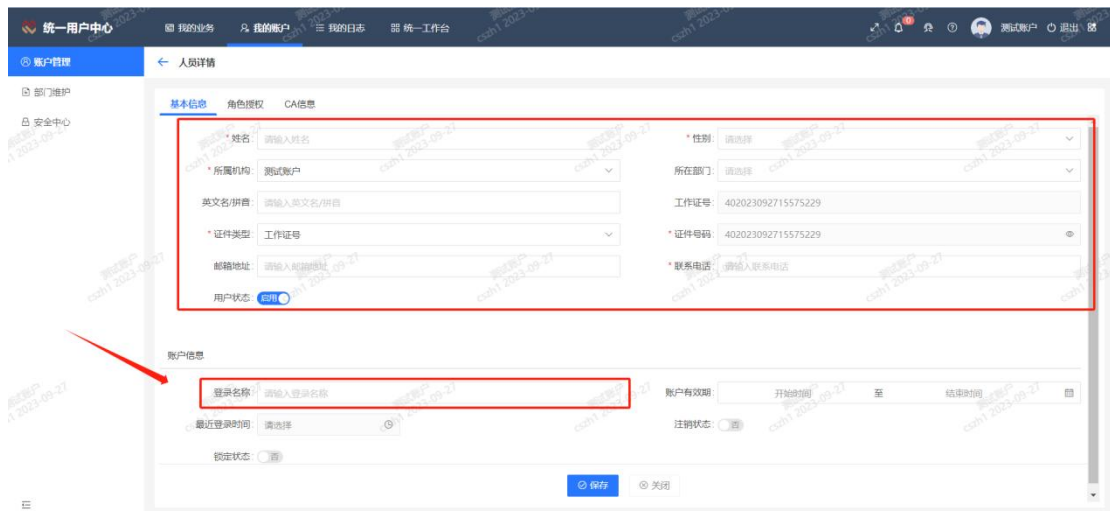 统一用户中心 我的业务 我的账户 我的日志 统一工作台 测试账户 退出
账户管理 人员详情
部门维护
安全中心
基本信息 角色授权 CA信息
* 姓名: 请输入姓名 * 性别: 请选择
* 所属机构: 测试账户 所在部门: 请选择
英文名/拼音: 请输入英文名/拼音 工作证号: 402023092715575229
* 证件类型: 工作证号 * 证件号码: 402023092715575229
邮箱地址: 请输入邮箱地址 * 联系电话: 请输入联系电话
用户状态: 启用
账户信息
登录名称: 请输入登录名称 账户有效期: 开始时间 至 结束时间
最近登录时间: 请选择 注销状态: 否
锁定状态: 否
保存 关闭
测试账户
cszh1 2023-09-27